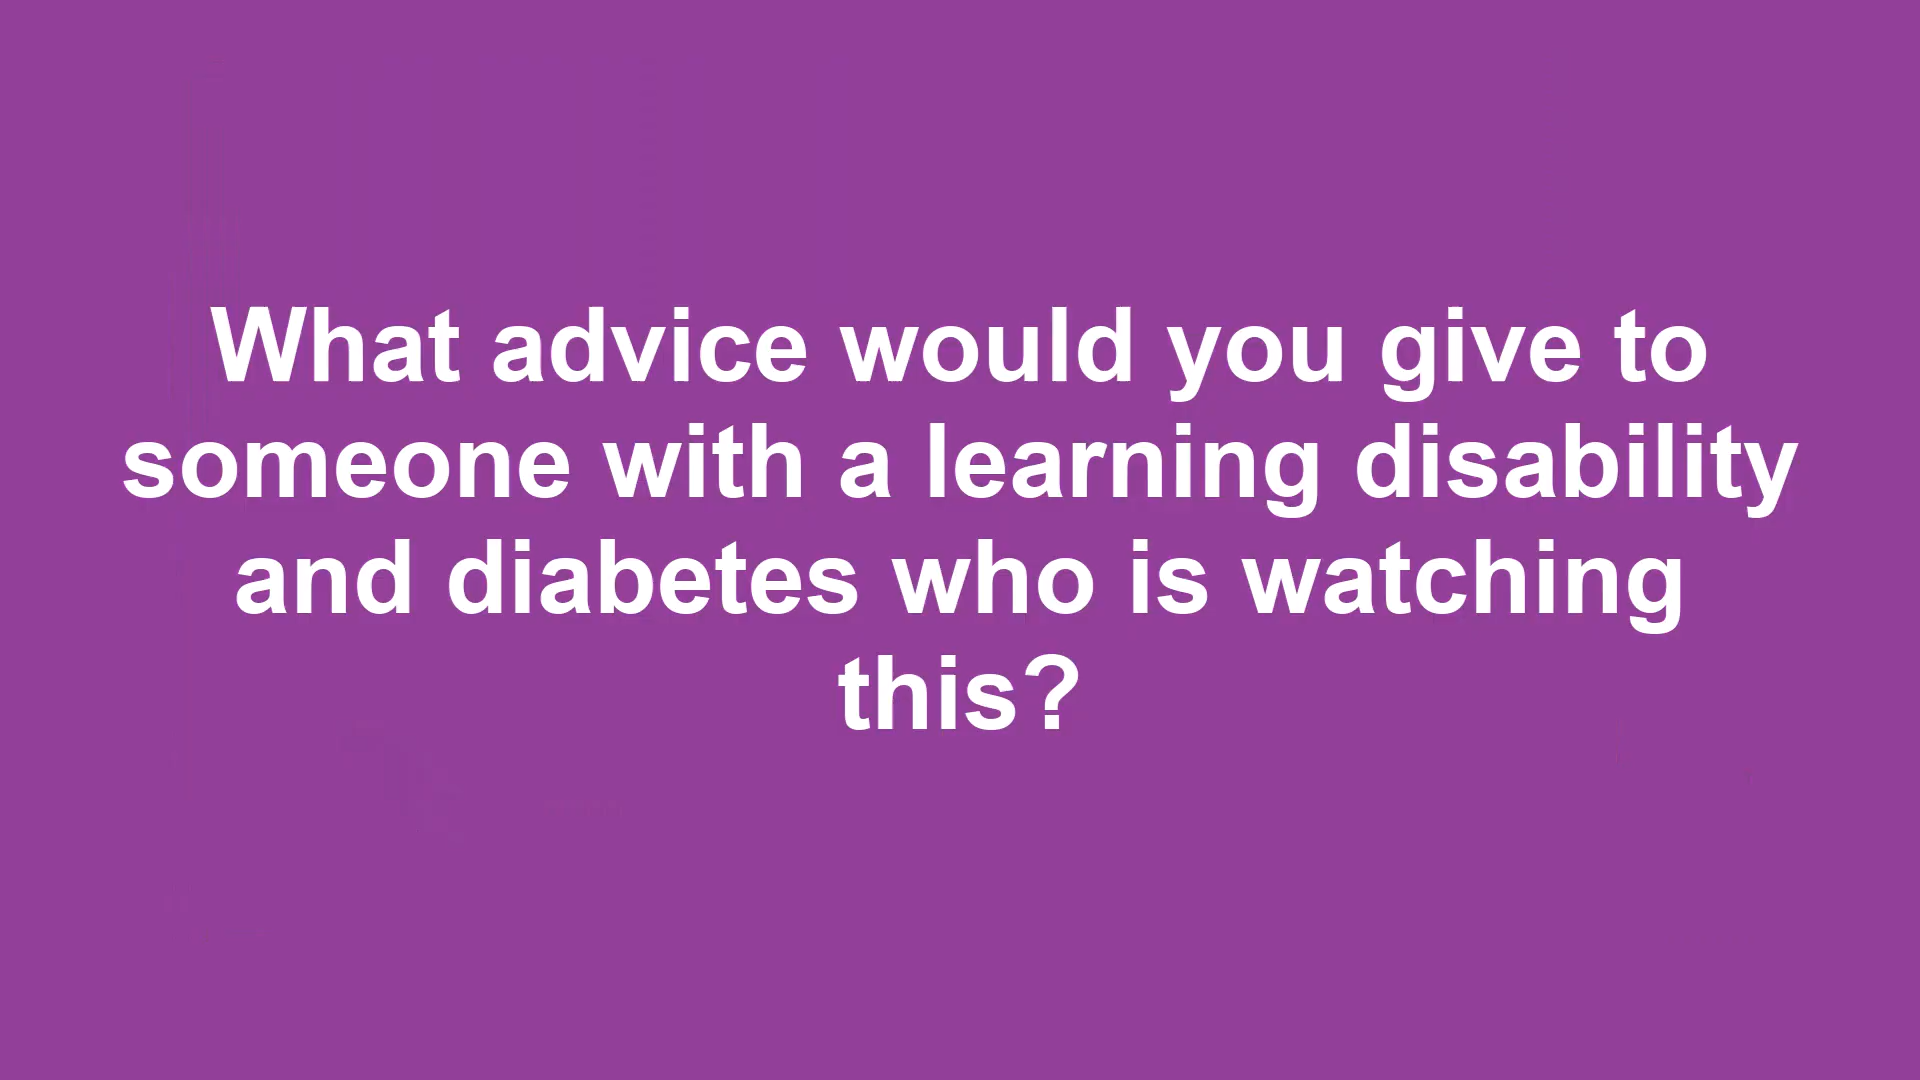 What advice would you give to
someone with a learning disability
and diabetes who is watching
this?